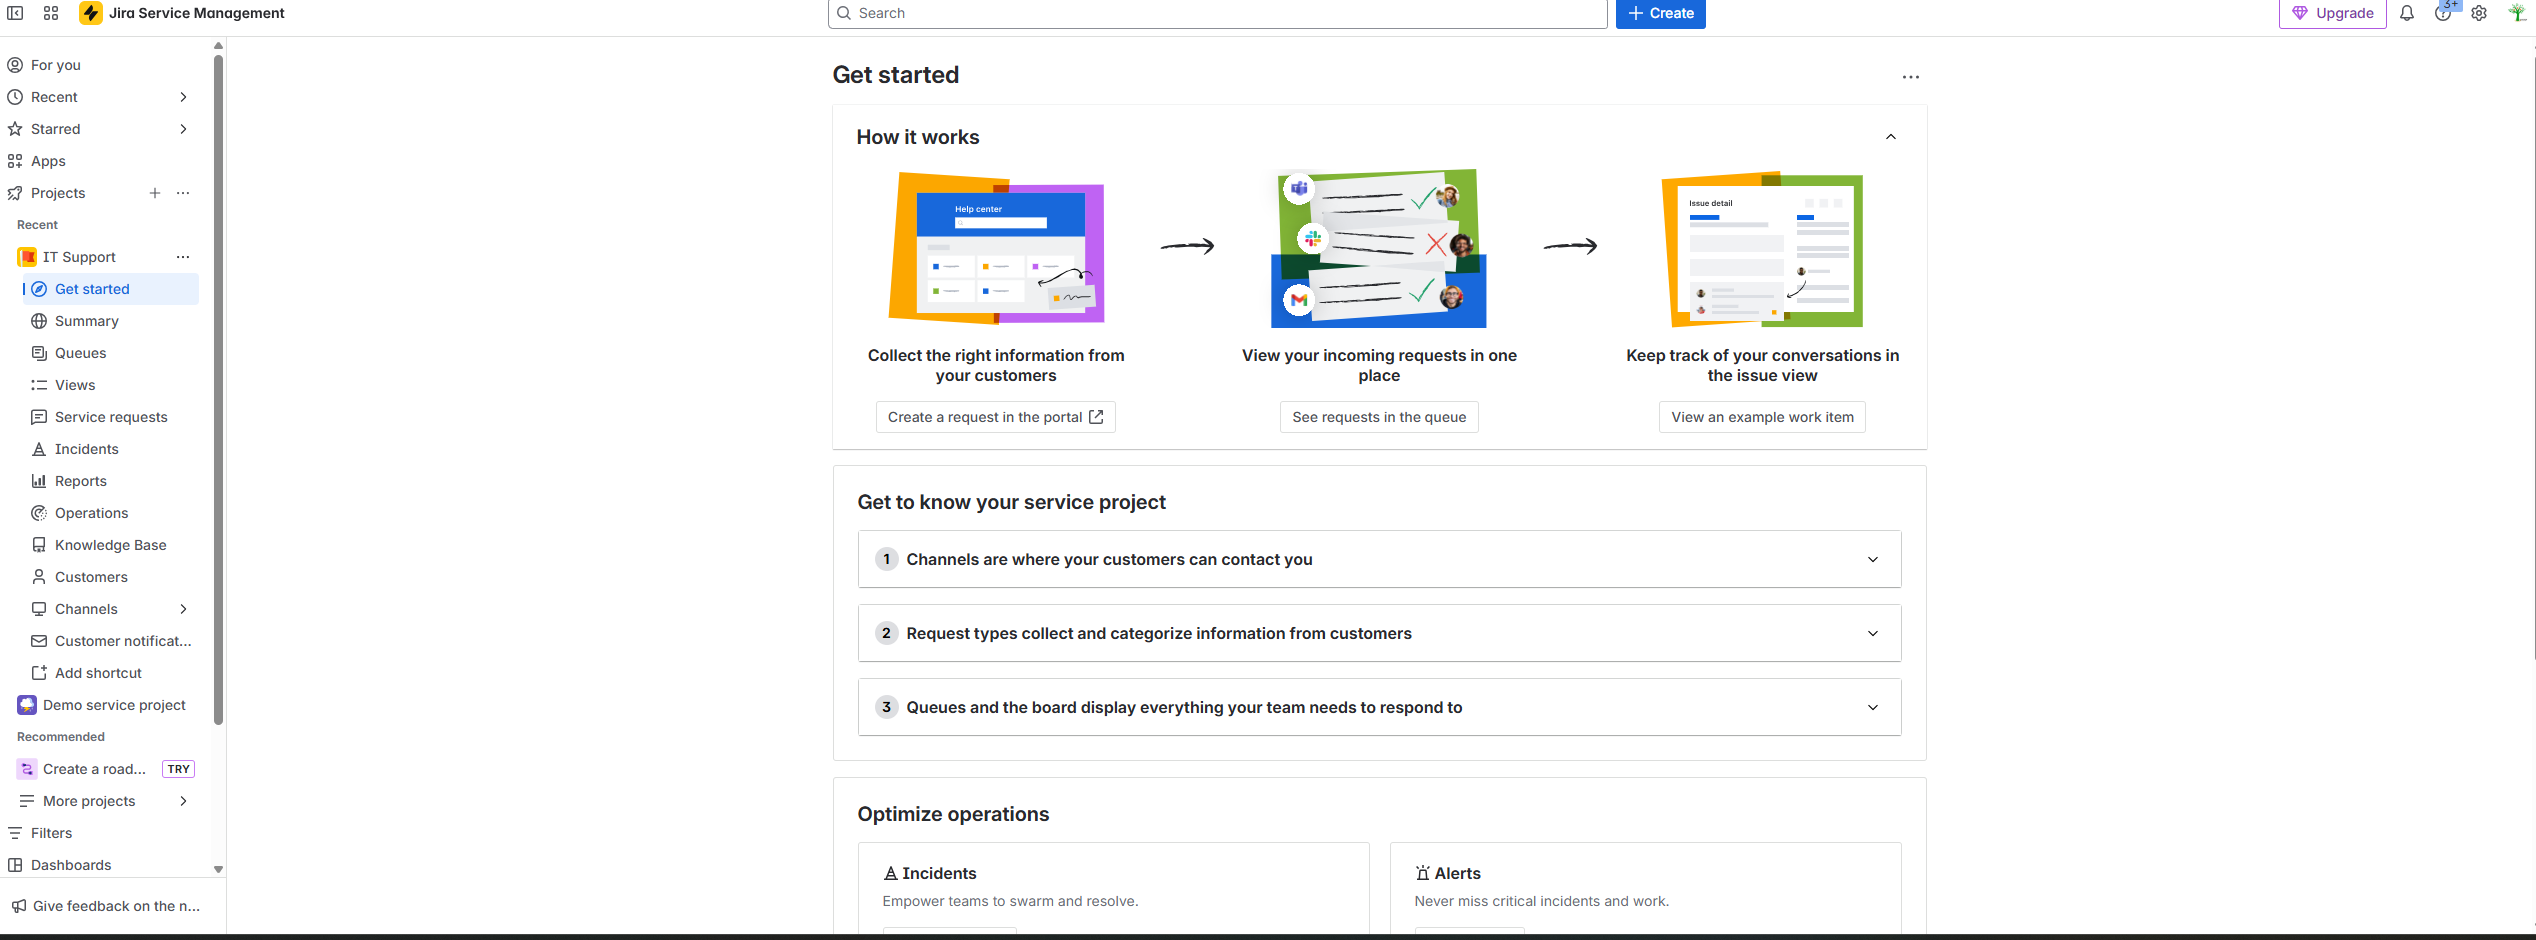 Jira Service Management
Search
Create
Upgrade
3+
For you
Recent
Starred
Apps
Projects
Recent
IT Support
Get started
Summary
Queues
Views
Service requests
Incidents
Reports
Operations
Knowledge Base
Customers
Channels
Customer notificat...
Add shortcut
Demo service project
Recommended
Create a road...
TRY
More projects
Filters
Dashboards
Give feedback on the n...
Get started
How it works
Help center
Issue detail
Collect the right information from
your customers
Create a request in the portal
View your incoming requests in one
place
See requests in the queue
Keep track of your conversations in
the issue view
View an example work item
Get to know your service project
1 Channels are where your customers can contact you
2 Request types collect and categorize information from customers
3 Queues and the board display everything your team needs to respond to
Optimize operations
Incidents
Empower teams to swarm and resolve.
Alerts
Never miss critical incidents and work.